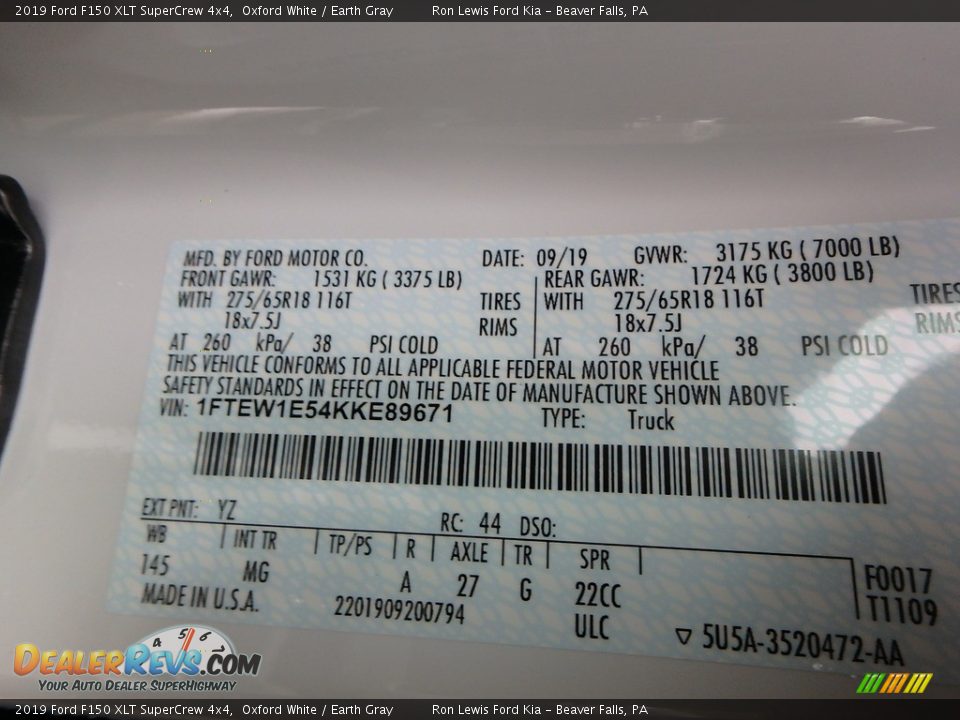 2019 Ford F150 XLT SuperCrew 4x4, Oxford White / Earth Gray Ron Lewis Ford Kia - Beaver Falls, PA
MFD. BY FORD MOTOR CO. DATE: 09/19 GVWR: 3175 KG ( 7000 LB)
FRONT GAWR: 1531 KG ( 3375 LB) REAR GAWR: 1724 KG ( 3800 LB)
WITH 275/65R18 116T TIRES WITH 275/65R18 116T TIRES
18x7.5J RIMS 18x7.5J RIMS
AT 260 kPa/ 38 PSI COLD AT 260 kPa/ 38 PSI COLD
THIS VEHICLE CONFORMS TO ALL APPLICABLE FEDERAL MOTOR VEHICLE
SAFETY STANDARDS IN EFFECT ON THE DATE OF MANUFACTURE SHOWN ABOVE.
VIN: 1FTEW1E54KKE89671 TYPE: Truck
EXT PNT: YZ RC: 44 DSO:
WB INT TR TP/PS R AXLE TR SPR
145 MG A 27 G 22CC F0017
MADE IN U.S.A. 2201909200794 ULC T1109
▽ 5U5A-3520472-AA
4 5 6
DealerRevs.com
Your Auto Dealer SuperHighway
2019 Ford F150 XLT SuperCrew 4x4, Oxford White / Earth Gray Ron Lewis Ford Kia - Beaver Falls, PA